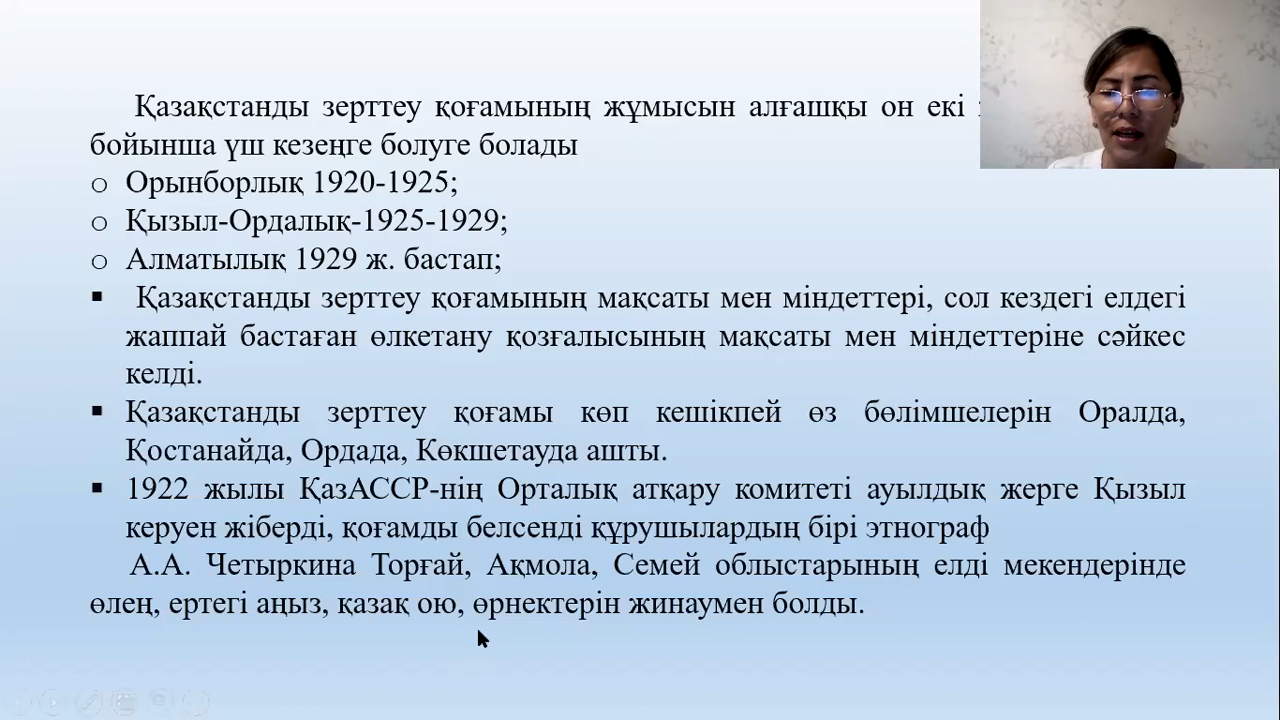 Қазақстанды зерттеу қоғамының жұмысын алғашқы он екі
бойынша үш кезеңге болуге болады
o Орынборлық 1920-1925;
o Қызыл-Ордалық-1925-1929;
o Алматылық 1929 ж. бастап;
▪ Қазақстанды зерттеу қоғамының мақсаты мен міндеттері, сол кездегі елдегі
жаппай бастаған өлкетану қозғалысының мақсаты мен міндеттеріне сәйкес
келді.
▪ Қазақстанды зерттеу қоғамы көп кешікпей өз бөлімшелерін Оралда,
Қостанайда, Ордада, Көкшетауда ашты.
▪ 1922 жылы ҚазАССР-нің Орталық атқару комитеті ауылдық жерге Қызыл
керуен жіберді, қоғамды белсенді құрушылардың бірі этнограф
А.А. Четыркина Торғай, Ақмола, Семей облыстарының елді мекендерінде
өлең, ертегі аңыз, қазақ ою, өрнектерін жинаумен болды.